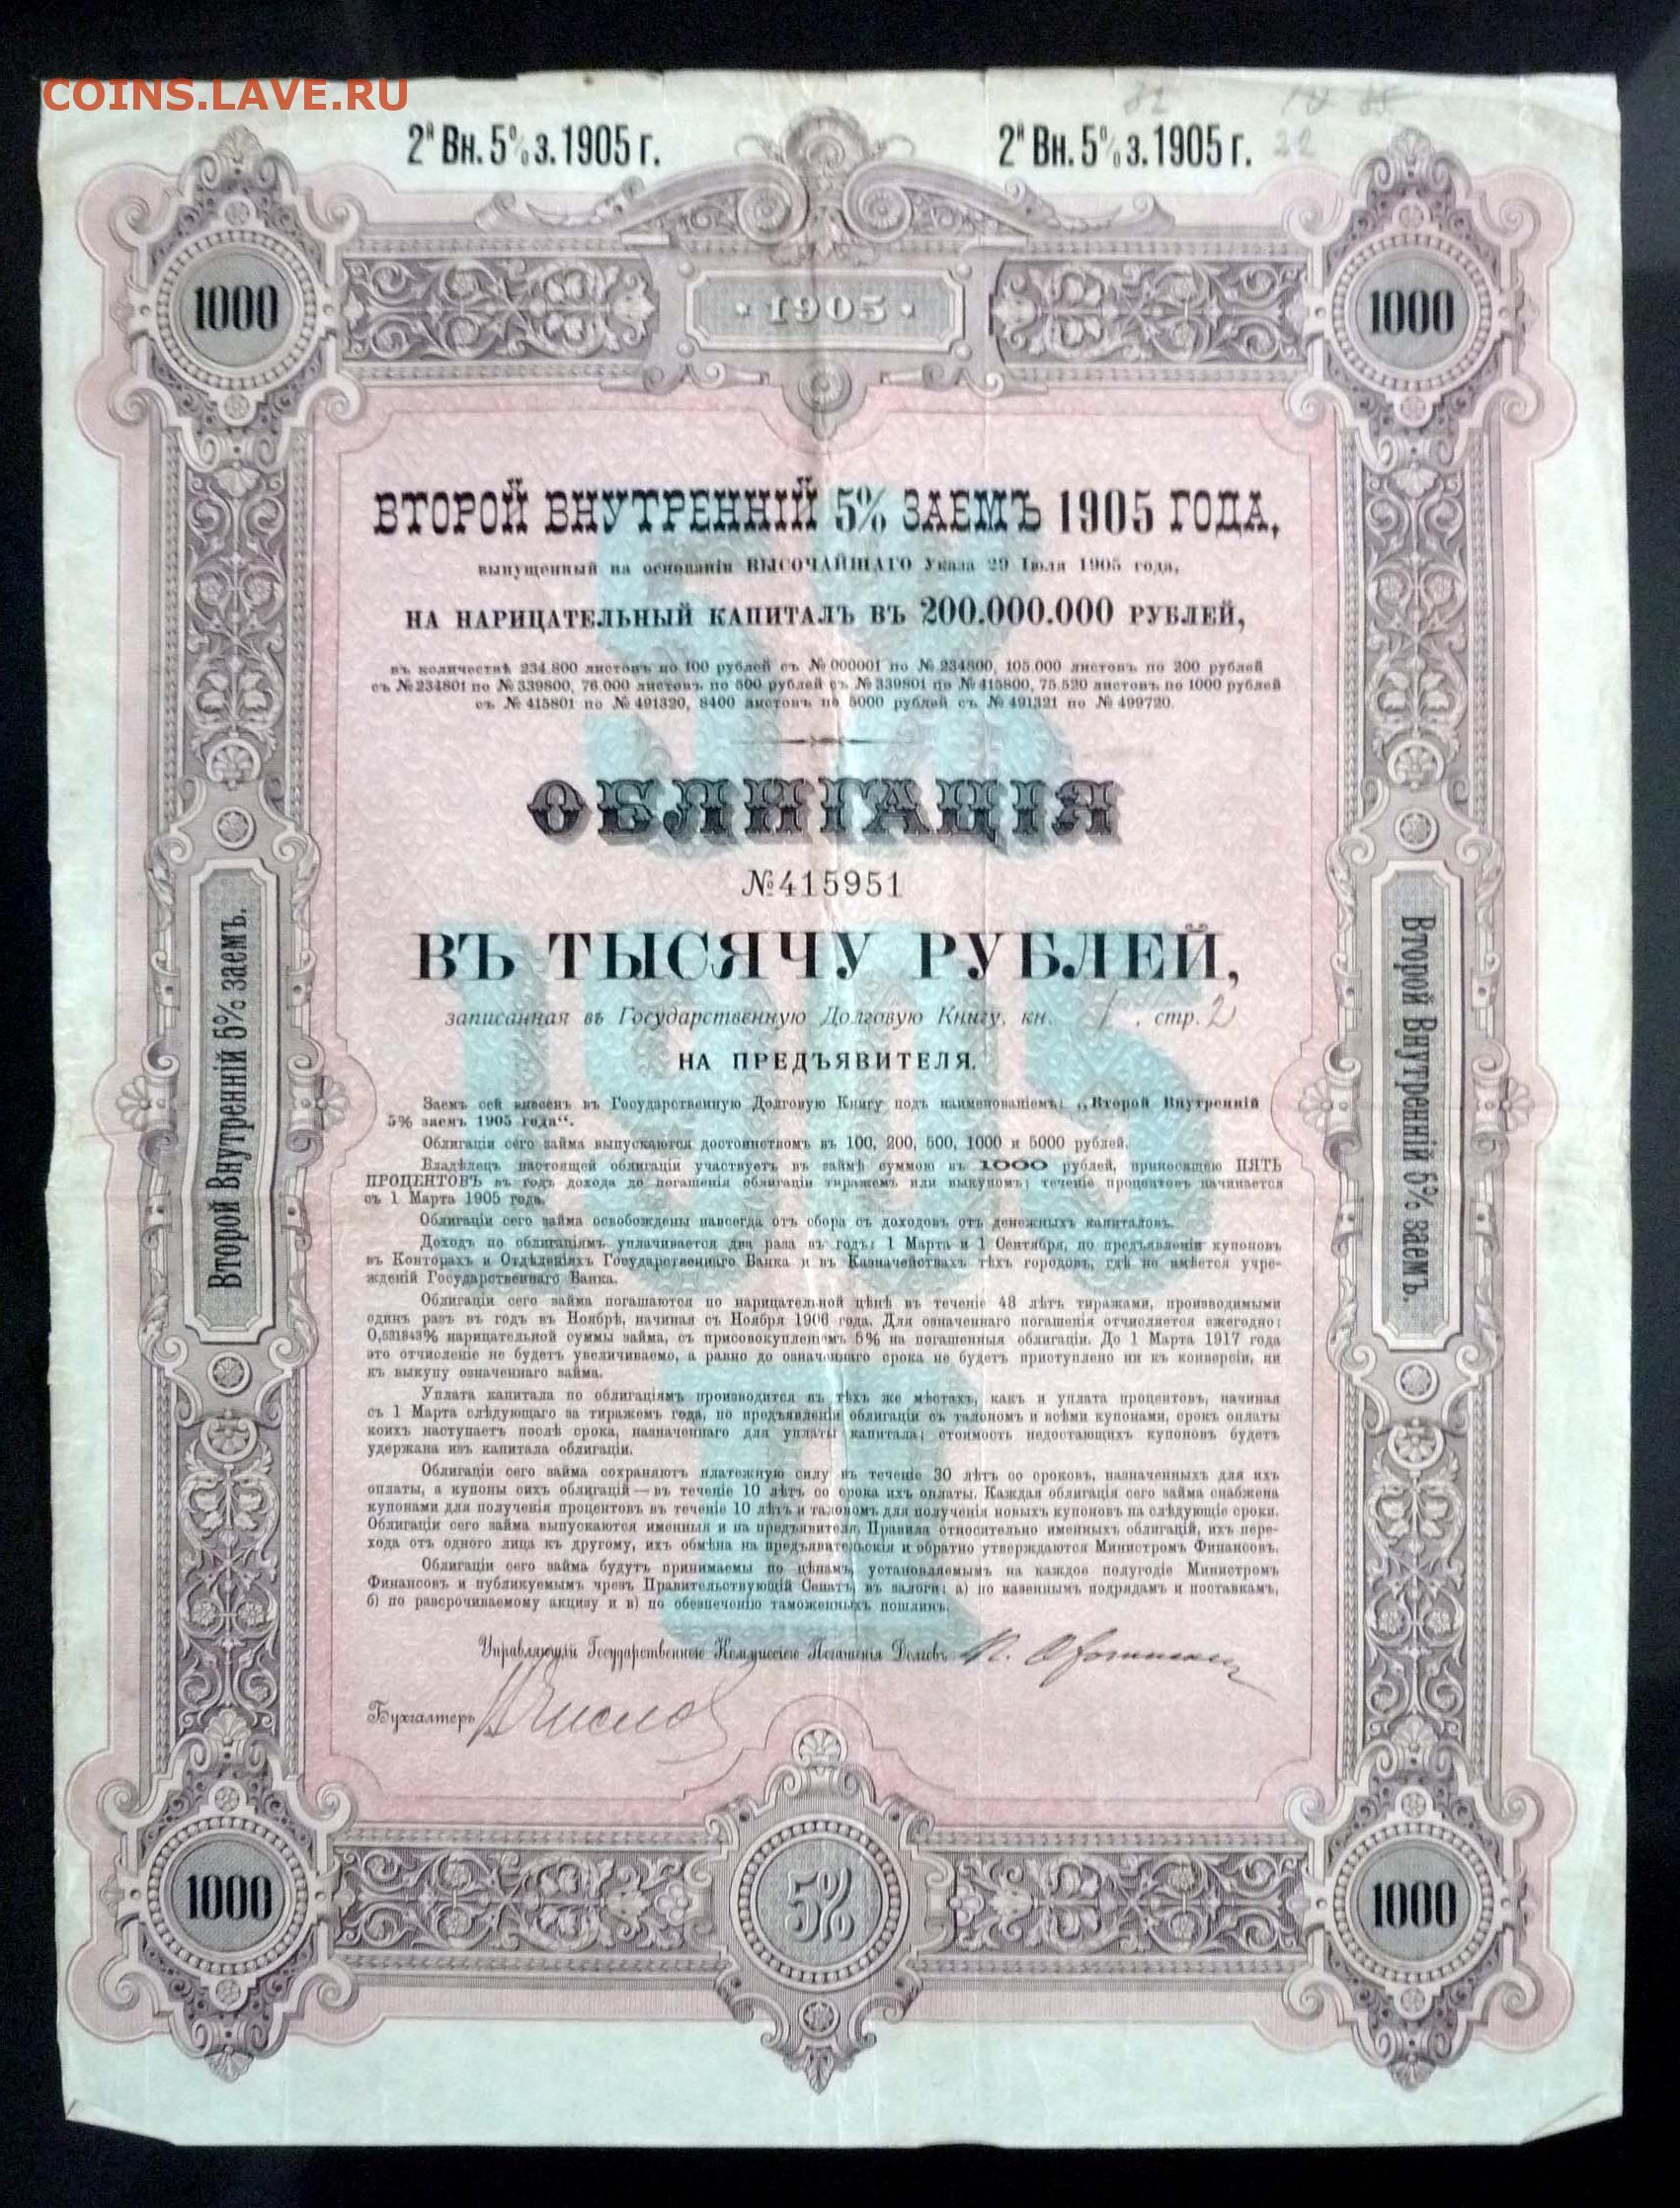 COINS.LAVE.RU
2й Вн. 5% з. 1905 г.
2й Вн. 5% з. 1905 г.
1000
· 1905 ·
1000
ВТОРОЙ ВНУТРЕННІЙ 5% ЗАЕМЪ 1905 ГОДА,
выпущенный на основаніи ВЫСОЧАЙШАГО Указа 29 Іюля 1905 года,
НА НАРИЦАТЕЛЬНЫЙ КАПИТАЛЪ ВЪ 200.000.000 РУБЛЕЙ,
въ количествѣ 234.800 листовъ по 100 рублей съ № 000001 по № 234800, 105.000 листовъ по 200 рублей
съ № 234801 по № 339800, 76.000 листовъ по 500 рублей съ № 339801 по № 415800, 75.520 листовъ по 1000 рублей
съ № 415801 по № 491320, 8400 листовъ по 5000 рублей съ № 491321 по № 499720.
5%
ОБЛИГАЦІЯ
№ 415951
ВЪ ТЫСЯЧУ РУБЛЕЙ,
записанная въ Государственную Долговую Книгу, кн. 1, стр. 2
НА ПРЕДЪЯВИТЕЛЯ.
1905
Заемъ сей внесенъ въ Государственную Долговую Книгу подъ наименованіемъ: „Второй Внутренній
5% заемъ 1905 года“.
Облигаціи сего займа выпускаются достоинствомъ въ 100, 200, 500, 1000 и 5000 рублей.
Владѣлецъ настоящей облигаціи участвуетъ въ займѣ суммою въ 1000 рублей, приносящею ПЯТЬ
ПРОЦЕНТОВЪ въ годъ дохода до погашенія облигаціи тиражемъ или выкупомъ; теченіе процентовъ начинается
съ 1 Марта 1905 года.
Облигаціи сего займа освобождены навсегда отъ сбора съ доходовъ отъ денежныхъ капиталовъ.
Доходъ по облигаціямъ уплачивается два раза въ годъ: 1 Марта и 1 Сентября, по предъявленіи купоновъ
въ Конторахъ и Отдѣленіяхъ Государственнаго Банка и въ Казначействахъ тѣхъ городовъ, гдѣ не имѣется учре-
жденій Государственнаго Банка.
Облигаціи сего займа погашаются по нарицательной цѣнѣ въ теченіе 48 лѣтъ тиражами, производимыми
одинъ разъ въ годъ въ Ноябрѣ, начиная съ Ноября 1906 года. Для означеннаго погашенія отчисляется ежегодно:
0,531843% нарицательной суммы займа, съ присовокупленіемъ 5% на погашенныя облигаціи. До 1 Марта 1917 года
это отчисленіе не будетъ увеличиваемо, а равно до означеннаго срока не будетъ приступлено ни къ конверсіи, ни
къ выкупу означеннаго займа.
Уплата капитала по облигаціямъ производится въ тѣхъ же мѣстахъ, какъ и уплата процентовъ, начиная
съ 1 Марта слѣдующаго за тиражемъ года, по предъявленіи облигаціи съ талономъ и всѣми купонами, срокъ оплаты
коихъ наступаетъ послѣ срока, назначеннаго для уплаты капитала; стоимость недостающихъ купоновъ будетъ
удержана изъ капитала облигаціи.
Облигаціи сего займа сохраняютъ платежную силу въ теченіе 30 лѣтъ со сроковъ, назначенныхъ для ихъ
оплаты, а купоны сихъ облигацій — въ теченіе 10 лѣтъ со срока ихъ оплаты. Каждая облигація сего займа снабжена
купонами для полученія процентовъ въ теченіе 10 лѣтъ и талономъ для полученія новыхъ купоновъ на слѣдующіе сроки.
Облигаціи сего займа выпускаются именныя и на предъявителя. Правила относительно именныхъ облигацій, ихъ пере-
хода отъ одного лица къ другому, ихъ обмѣна на предъявительскія и обратно утверждаются Министромъ Финансовъ.
Облигаціи сего займа будутъ принимаемы по цѣнамъ, установляемымъ на каждое полугодіе Министромъ
Финансовъ и публикуемымъ чрезъ Правительствующій Сенатъ, въ залоги: а) по казеннымъ подрядамъ и поставкамъ,
б) по разсрочиваемому акцизу и в) по обезпеченію таможенныхъ пошлинъ.
II
Управляющій Государственною Коммиссіею Погашенія Долговъ
Бухгалтеръ
Второй Внутренній 5% заемъ.
Второй Внутренній 5% заемъ.
1000
5%
1000